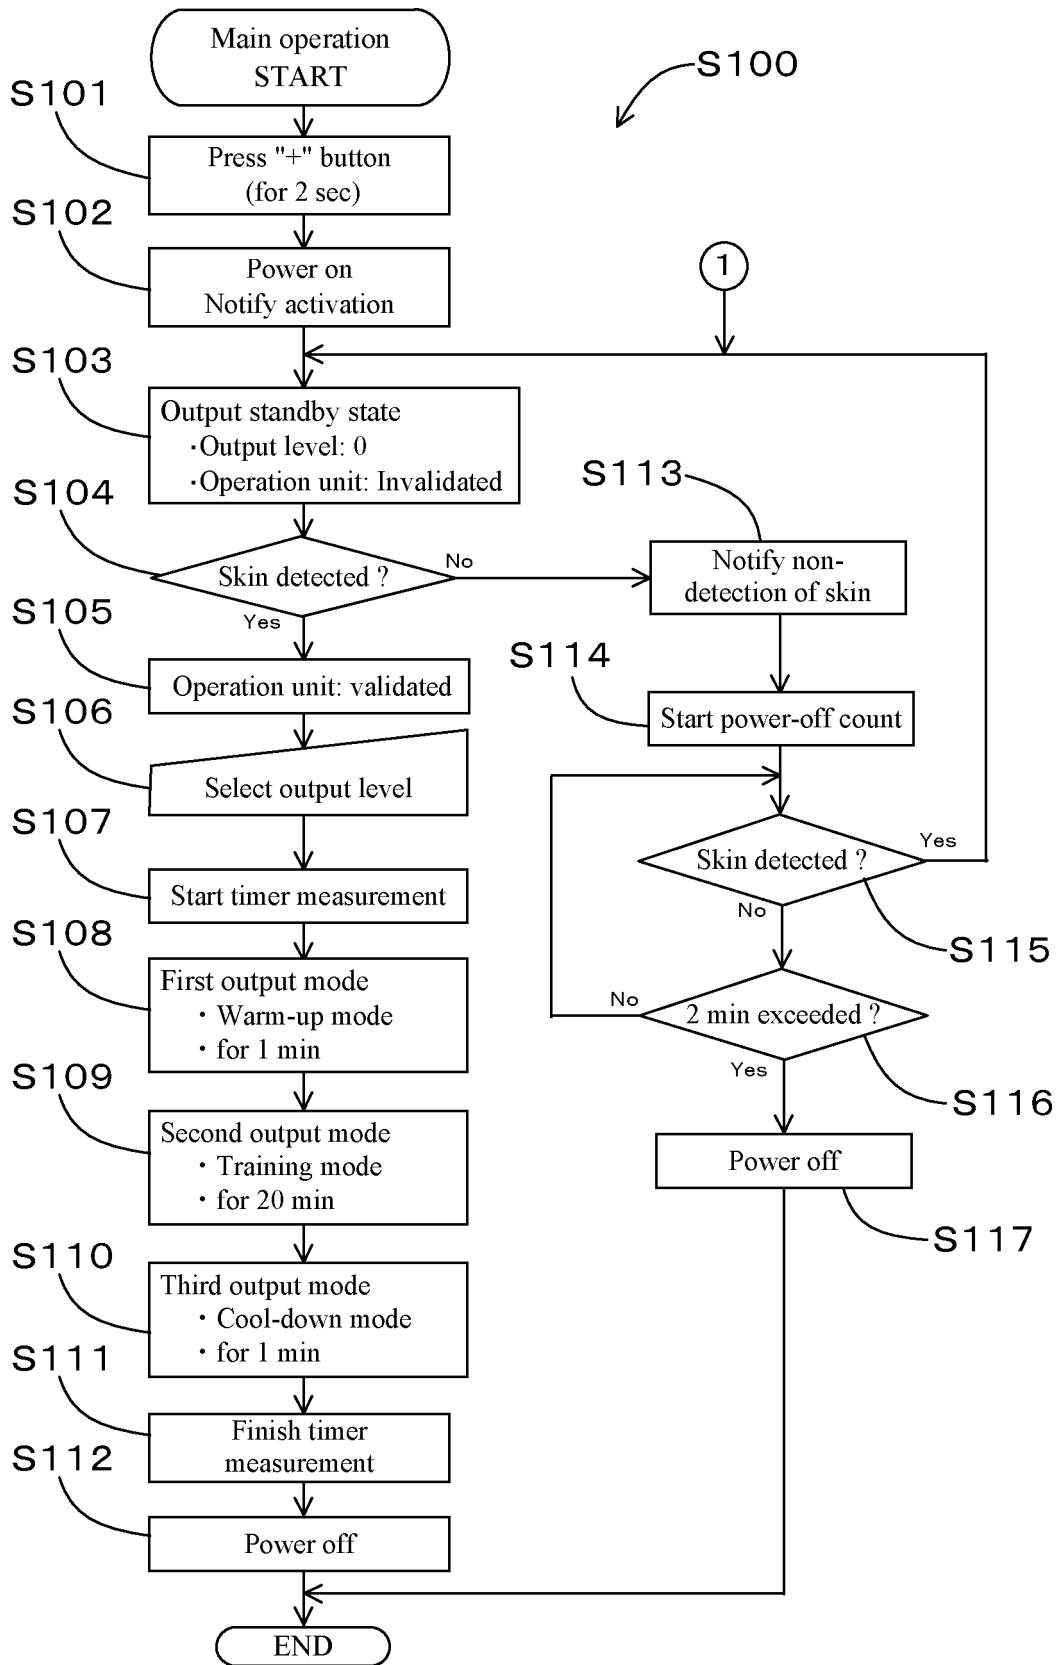 Main operation
START
S100
S101
Press "+" button
(for 2 sec)
S102
Power on
Notify activation
1
S103
Output standby state
・Output level: 0
・Operation unit: Invalidated
S104
Skin detected ?
No
Yes
S113
Notify non-
detection of skin
S105
Operation unit: validated
S114
Start power-off count
S106
Select output level
S107
Start timer measurement
Skin detected ?
Yes
No
S115
S108
First output mode
・ Warm-up mode
・ for 1 min
2 min exceeded ?
No
Yes
S116
S109
Second output mode
・ Training mode
・ for 20 min
Power off
S117
S110
Third output mode
・ Cool-down mode
・ for 1 min
S111
Finish timer
measurement
S112
Power off
END